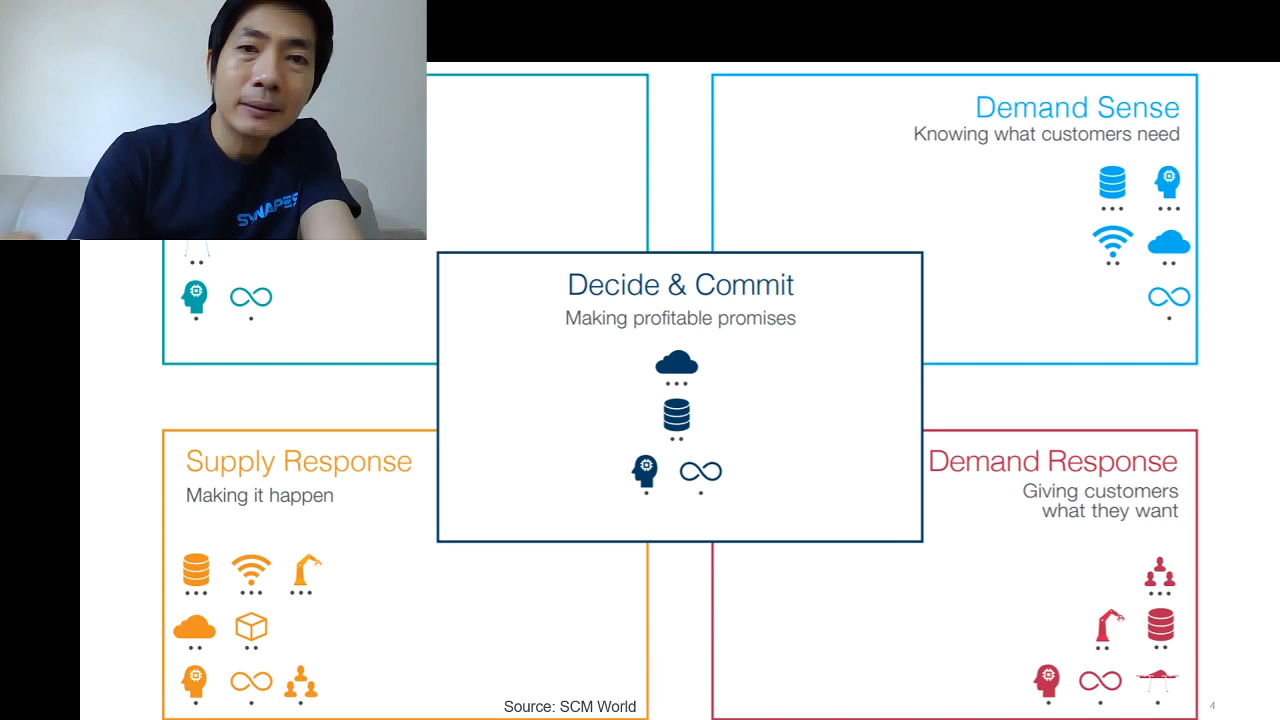 Demand Sense
Knowing what customers need
Decide & Commit
Making profitable promises
Supply Response
Making it happen
Demand Response
Giving customers
what they want
Source: SCM World
4